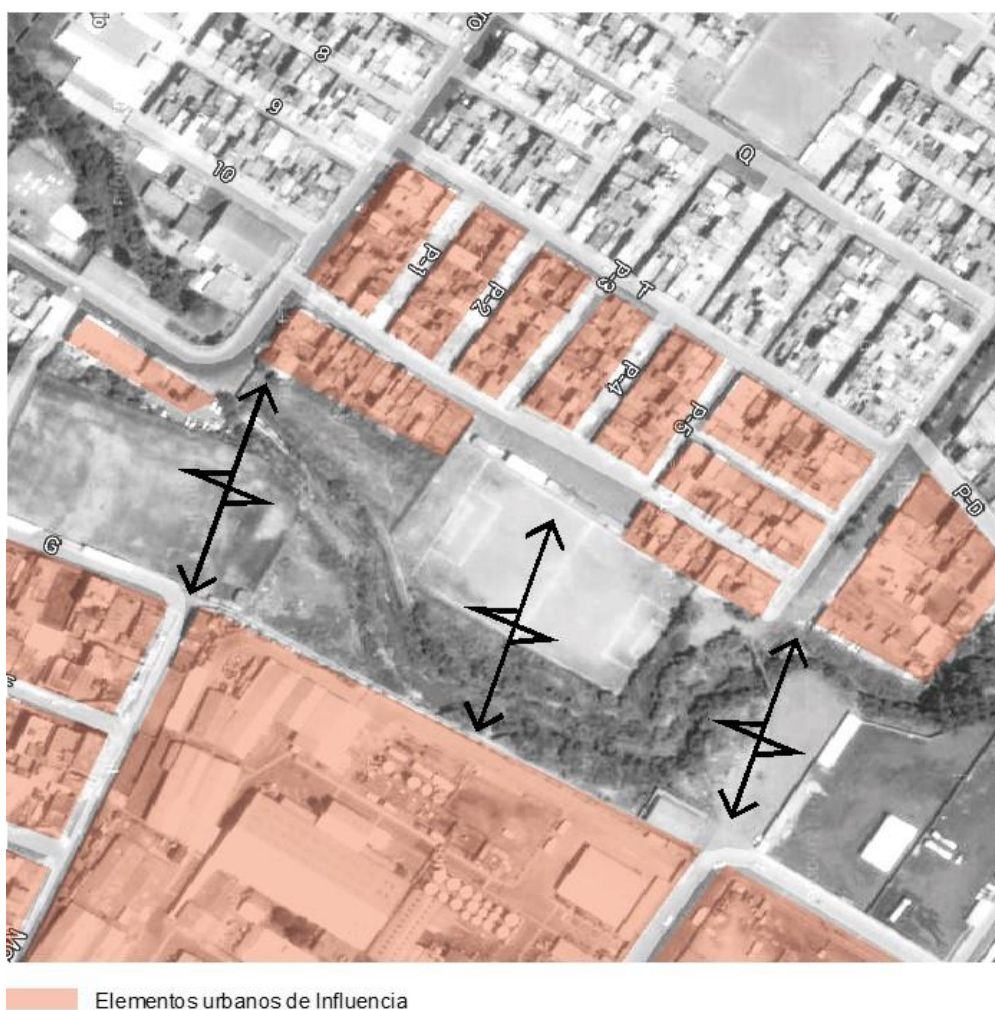 8
9
10
Q
P-1
P-2
P-3
T
P-4
P-5
P-D
G
Elementos urbanos de Influencia